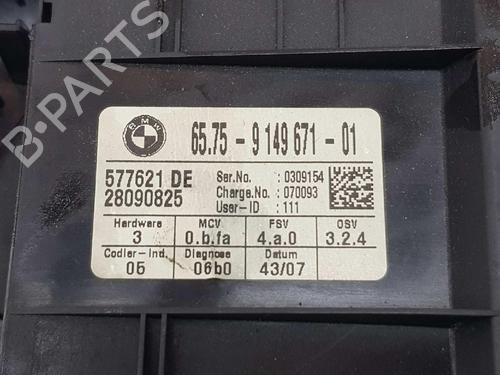 BMW
65.75 - 9 149 671 - 01
577621 DE
28090825
Ser.No. : 0309154
Charge.No. : 070093
User-ID : 111
Hardware MCV FSV OSV
3 0.b.fa 4.a.0 3.2.4
Codier-Ind. Diagnose Datum
05 06b0 43/07
B-PARTS